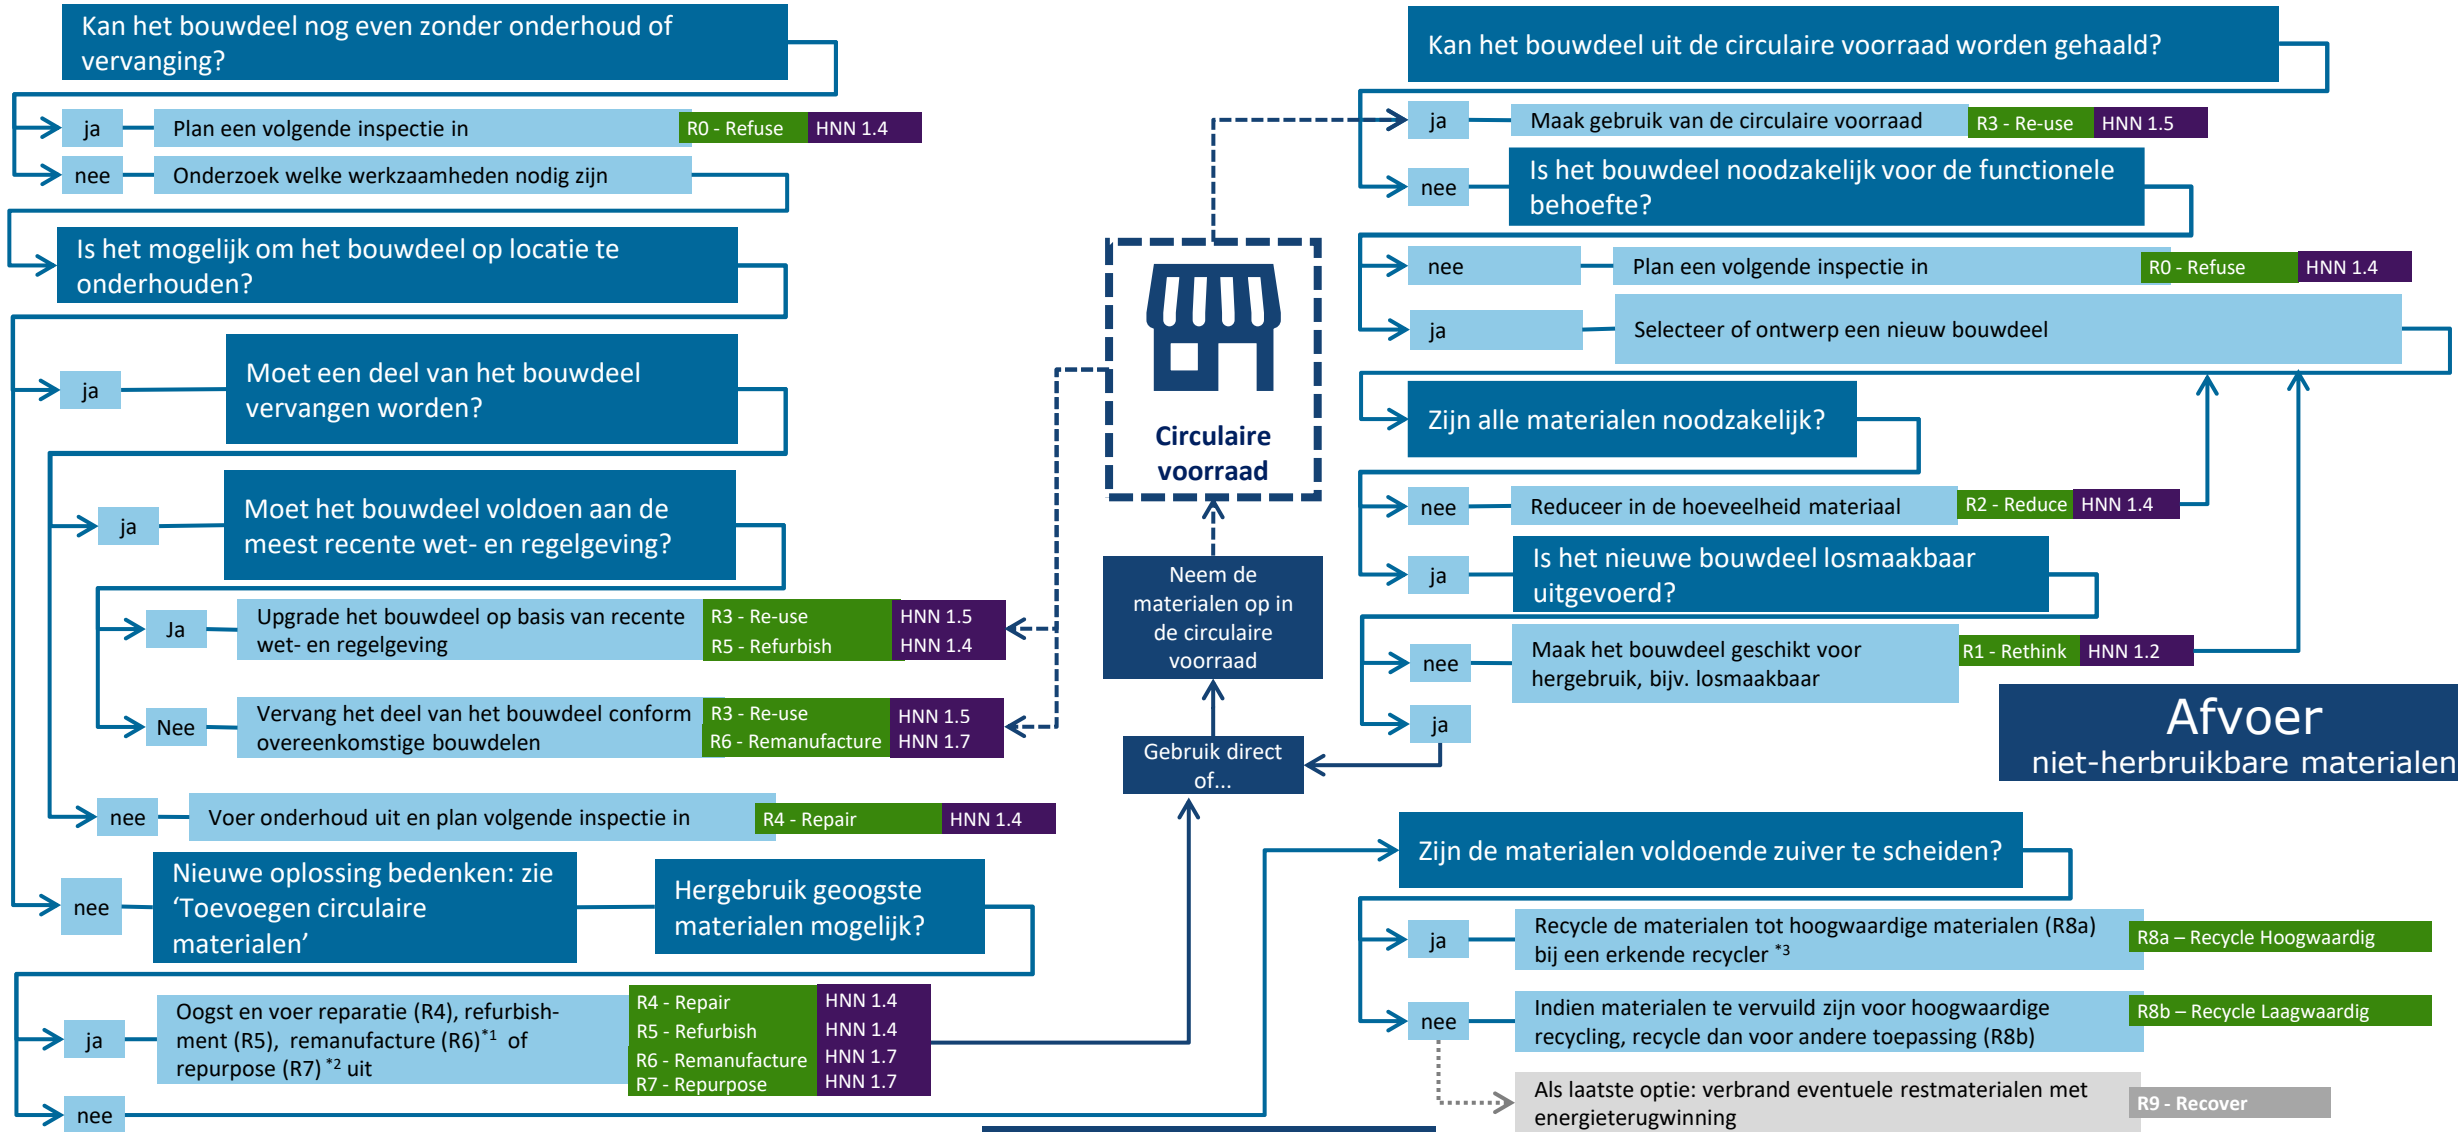 Kan het bouwdeel nog even zonder onderhoud of
vervanging?
ja
Plan een volgende inspectie in
R0 - Refuse
HNN 1.4
nee
Onderzoek welke werkzaamheden nodig zijn
Is het mogelijk om het bouwdeel op locatie te
onderhouden?
ja
Moet een deel van het bouwdeel
vervangen worden?
ja
Moet het bouwdeel voldoen aan de
meest recente wet- en regelgeving?
Ja
Upgrade het bouwdeel op basis van recente
wet- en regelgeving
R3 - Re-use
HNN 1.5
R5 - Refurbish
HNN 1.4
Nee
Vervang het deel van het bouwdeel conform
overeenkomstige bouwdelen
R3 - Re-use
HNN 1.5
R6 - Remanufacture
HNN 1.7
nee
Voer onderhoud uit en plan volgende inspectie in
R4 - Repair
HNN 1.4
nee
Nieuwe oplossing bedenken: zie
‘Toevoegen circulaire
materialen’
Hergebruik geoogste
materialen mogelijk?
ja
Oogst en voer reparatie (R4), refurbish-
ment (R5), remanufacture (R6)*1 of
repurpose (R7) *2 uit
R4 - Repair
HNN 1.4
R5 - Refurbish
HNN 1.4
R6 - Remanufacture
HNN 1.7
R7 - Repurpose
HNN 1.7
nee
Circulaire
voorraad
Neem de
materialen op in
de circulaire
voorraad
Gebruik direct
of...
Kan het bouwdeel uit de circulaire voorraad worden gehaald?
ja
Maak gebruik van de circulaire voorraad
R3 - Re-use
HNN 1.5
nee
Is het bouwdeel noodzakelijk voor de functionele
behoefte?
nee
Plan een volgende inspectie in
R0 - Refuse
HNN 1.4
ja
Selecteer of ontwerp een nieuw bouwdeel
Zijn alle materialen noodzakelijk?
nee
Reduceer in de hoeveelheid materiaal
R2 - Reduce
HNN 1.4
ja
Is het nieuwe bouwdeel losmaakbaar
uitgevoerd?
nee
Maak het bouwdeel geschikt voor
hergebruik, bijv. losmaakbaar
R1 - Rethink
HNN 1.2
ja
Afvoer
niet-herbruikbare materialen
Zijn de materialen voldoende zuiver te scheiden?
ja
Recycle de materialen tot hoogwaardige materialen (R8a)
bij een erkende recycler *3
R8a – Recycle Hoogwaardig
nee
Indien materialen te vervuild zijn voor hoogwaardige
recycling, recycle dan voor andere toepassing (R8b)
R8b – Recycle Laagwaardig
Als laatste optie: verbrand eventuele restmaterialen met
energieterugwinning
R9 - Recover